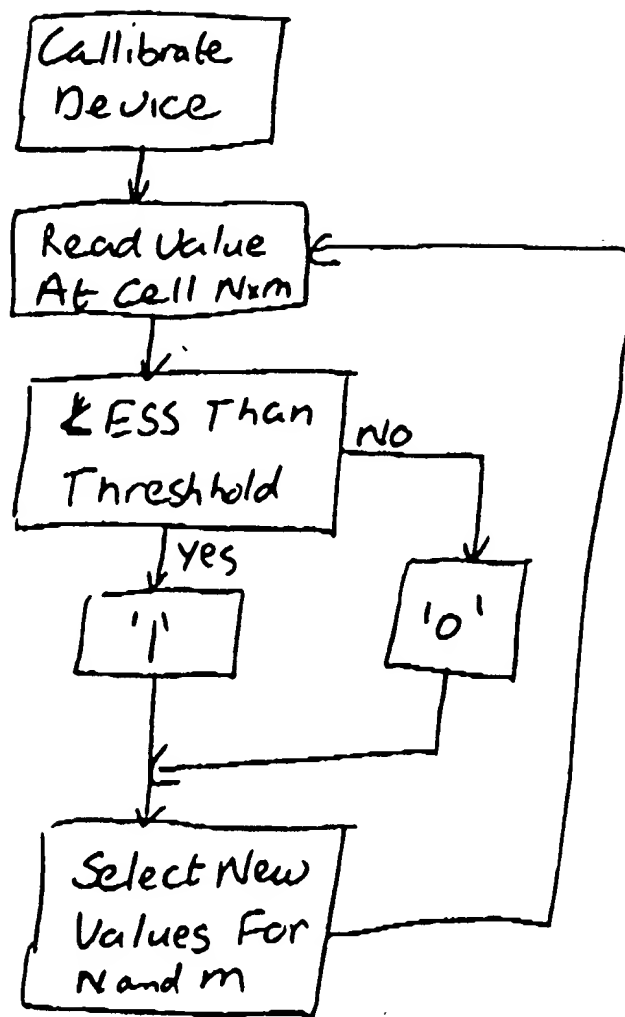 Callibrate
Device
Read Value
At Cell Nxm
LESS Than
Threshhold
No
Yes
'1'
'0'
Select New
Values For
N and m